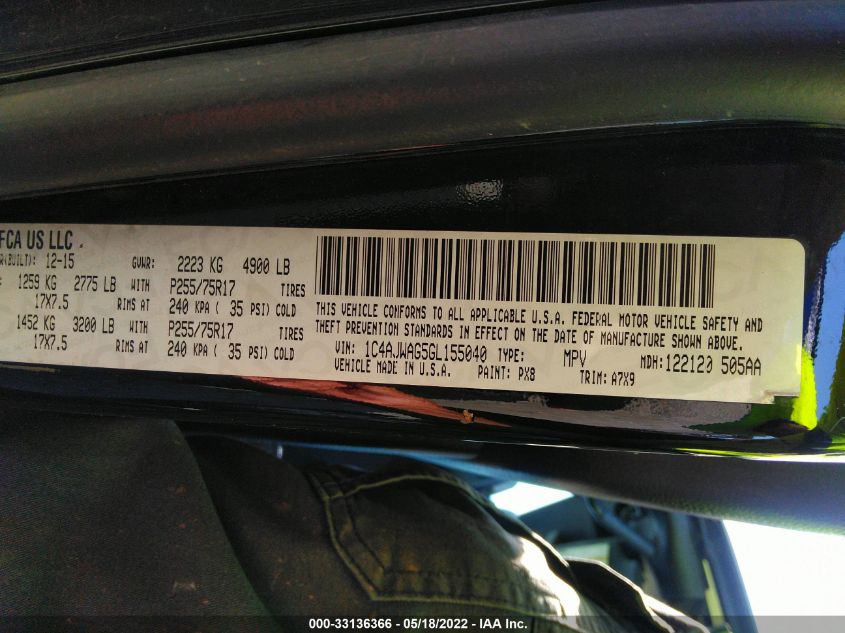 FCA US LLC
R(BUILT): 12-15 GVWR: 2223 KG 4900 LB
1259 KG 2775 LB WITH P255/75R17 TIRES
17X7.5 RIMS AT 240 KPA ( 35 PSI) COLD
1452 KG 3200 LB WITH P255/75R17 TIRES
17X7.5 RIMS AT 240 KPA ( 35 PSI) COLD
THIS VEHICLE CONFORMS TO ALL APPLICABLE U.S.A. FEDERAL MOTOR VEHICLE SAFETY AND
THEFT PREVENTION STANDARDS IN EFFECT ON THE DATE OF MANUFACTURE SHOWN ABOVE.
VIN: 1C4AJWAG5GL155040 TYPE: MPV MDH: 122120 505AA
VEHICLE MADE IN U.S.A. PAINT: PX8 TRIM: A7X9
000-33136366 - 05/18/2022 - IAA Inc.